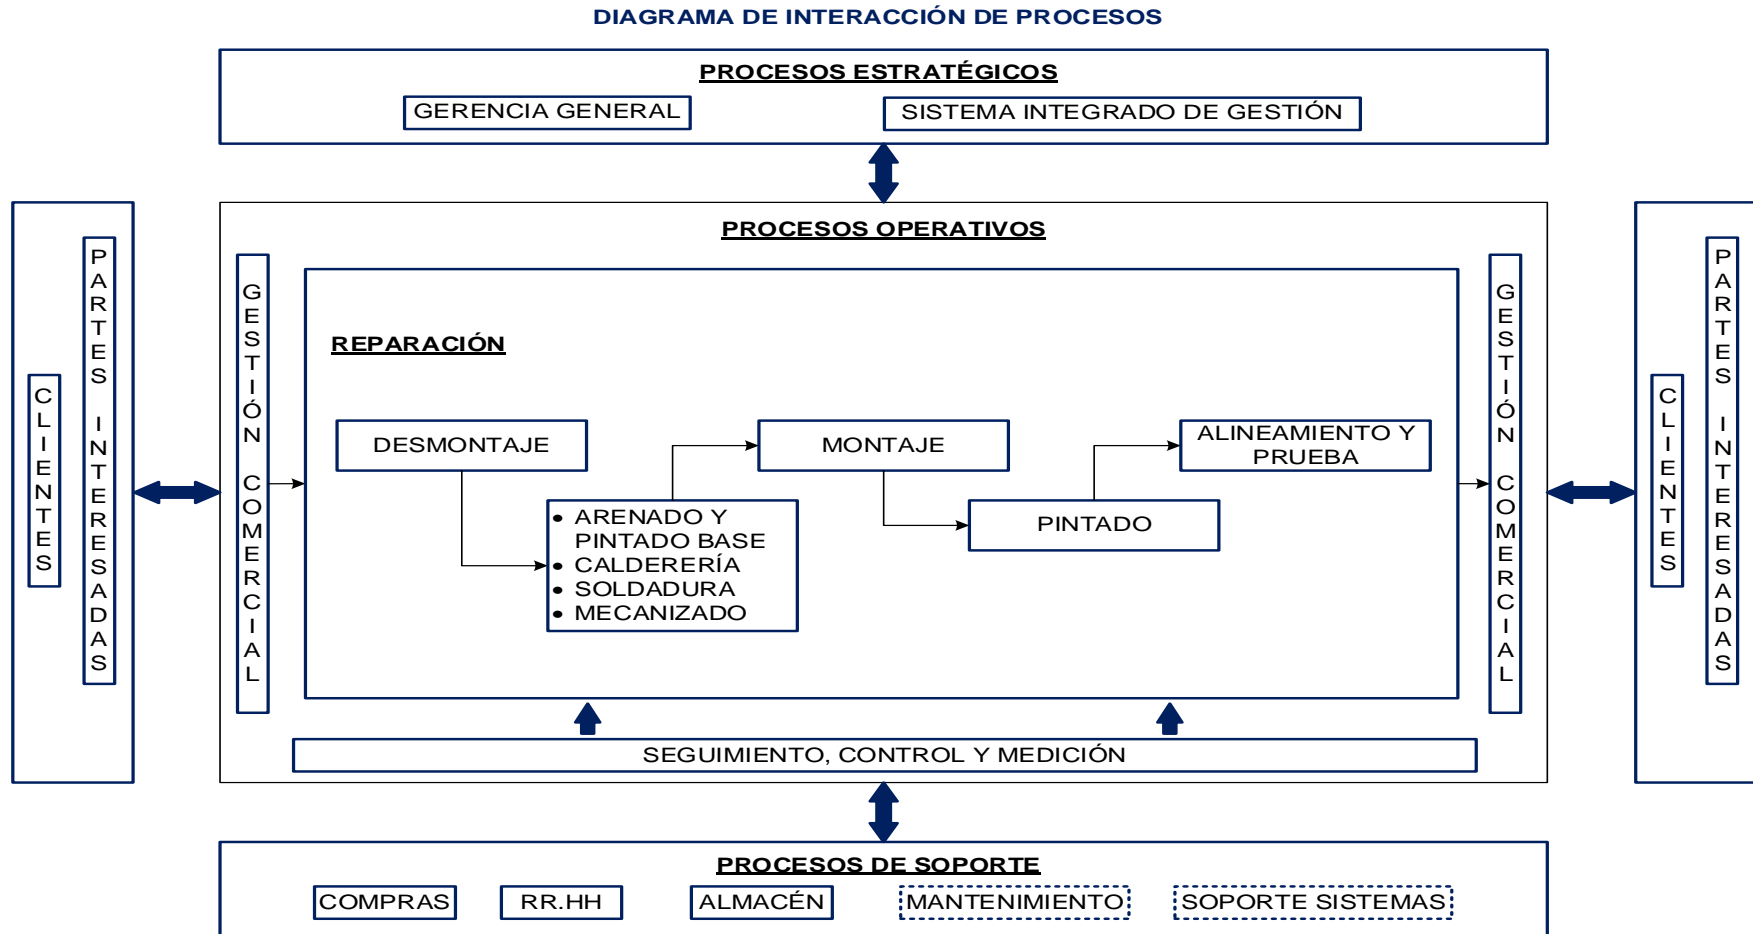 DIAGRAMA DE INTERACCIÓN DE PROCESOS
PROCESOS ESTRATÉGICOS
GERENCIA GENERAL
SISTEMA INTEGRADO DE GESTIÓN
CLIENTES
PARTES INTERESADAS
PROCESOS OPERATIVOS
GESTIÓN COMERCIAL
REPARACIÓN
DESMONTAJE
• ARENADO Y
PINTADO BASE
• CALDERERÍA
• SOLDADURA
• MECANIZADO
MONTAJE
PINTADO
ALINEAMIENTO Y
PRUEBA
GESTIÓN COMERCIAL
CLIENTES
PARTES INTERESADAS
SEGUIMIENTO, CONTROL Y MEDICIÓN
PROCESOS DE SOPORTE
COMPRAS
RR.HH
ALMACÉN
MANTENIMIENTO
SOPORTE SISTEMAS